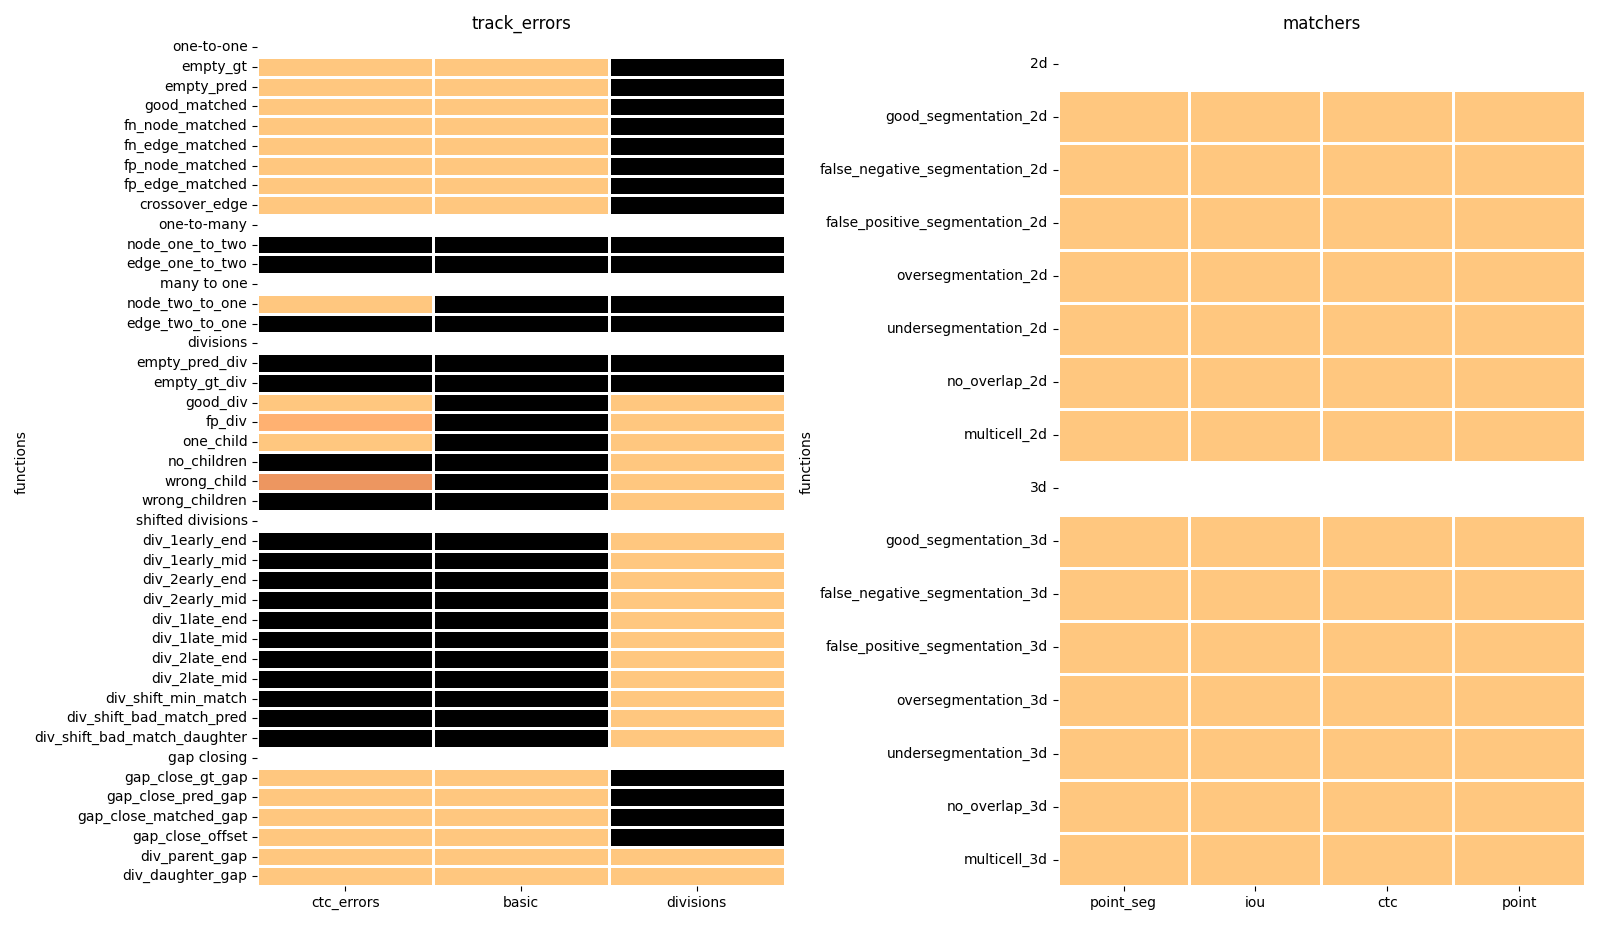 track_errors
functions
one-to-one
empty_gt
empty_pred
good_matched
fn_node_matched
fn_edge_matched
fp_node_matched
fp_edge_matched
crossover_edge
one-to-many
node_one_to_two
edge_one_to_two
many to one
node_two_to_one
edge_two_to_one
divisions
empty_pred_div
empty_gt_div
good_div
fp_div
one_child
no_children
wrong_child
wrong_children
shifted divisions
div_1early_end
div_1early_mid
div_2early_end
div_2early_mid
div_1late_end
div_1late_mid
div_2late_end
div_2late_mid
div_shift_min_match
div_shift_bad_match_pred
div_shift_bad_match_daughter
gap closing
gap_close_gt_gap
gap_close_pred_gap
gap_close_matched_gap
gap_close_offset
div_parent_gap
div_daughter_gap
ctc_errors
basic
divisions
matchers
functions
2d
good_segmentation_2d
false_negative_segmentation_2d
false_positive_segmentation_2d
oversegmentation_2d
undersegmentation_2d
no_overlap_2d
multicell_2d
3d
good_segmentation_3d
false_negative_segmentation_3d
false_positive_segmentation_3d
oversegmentation_3d
undersegmentation_3d
no_overlap_3d
multicell_3d
point_seg
iou
ctc
point